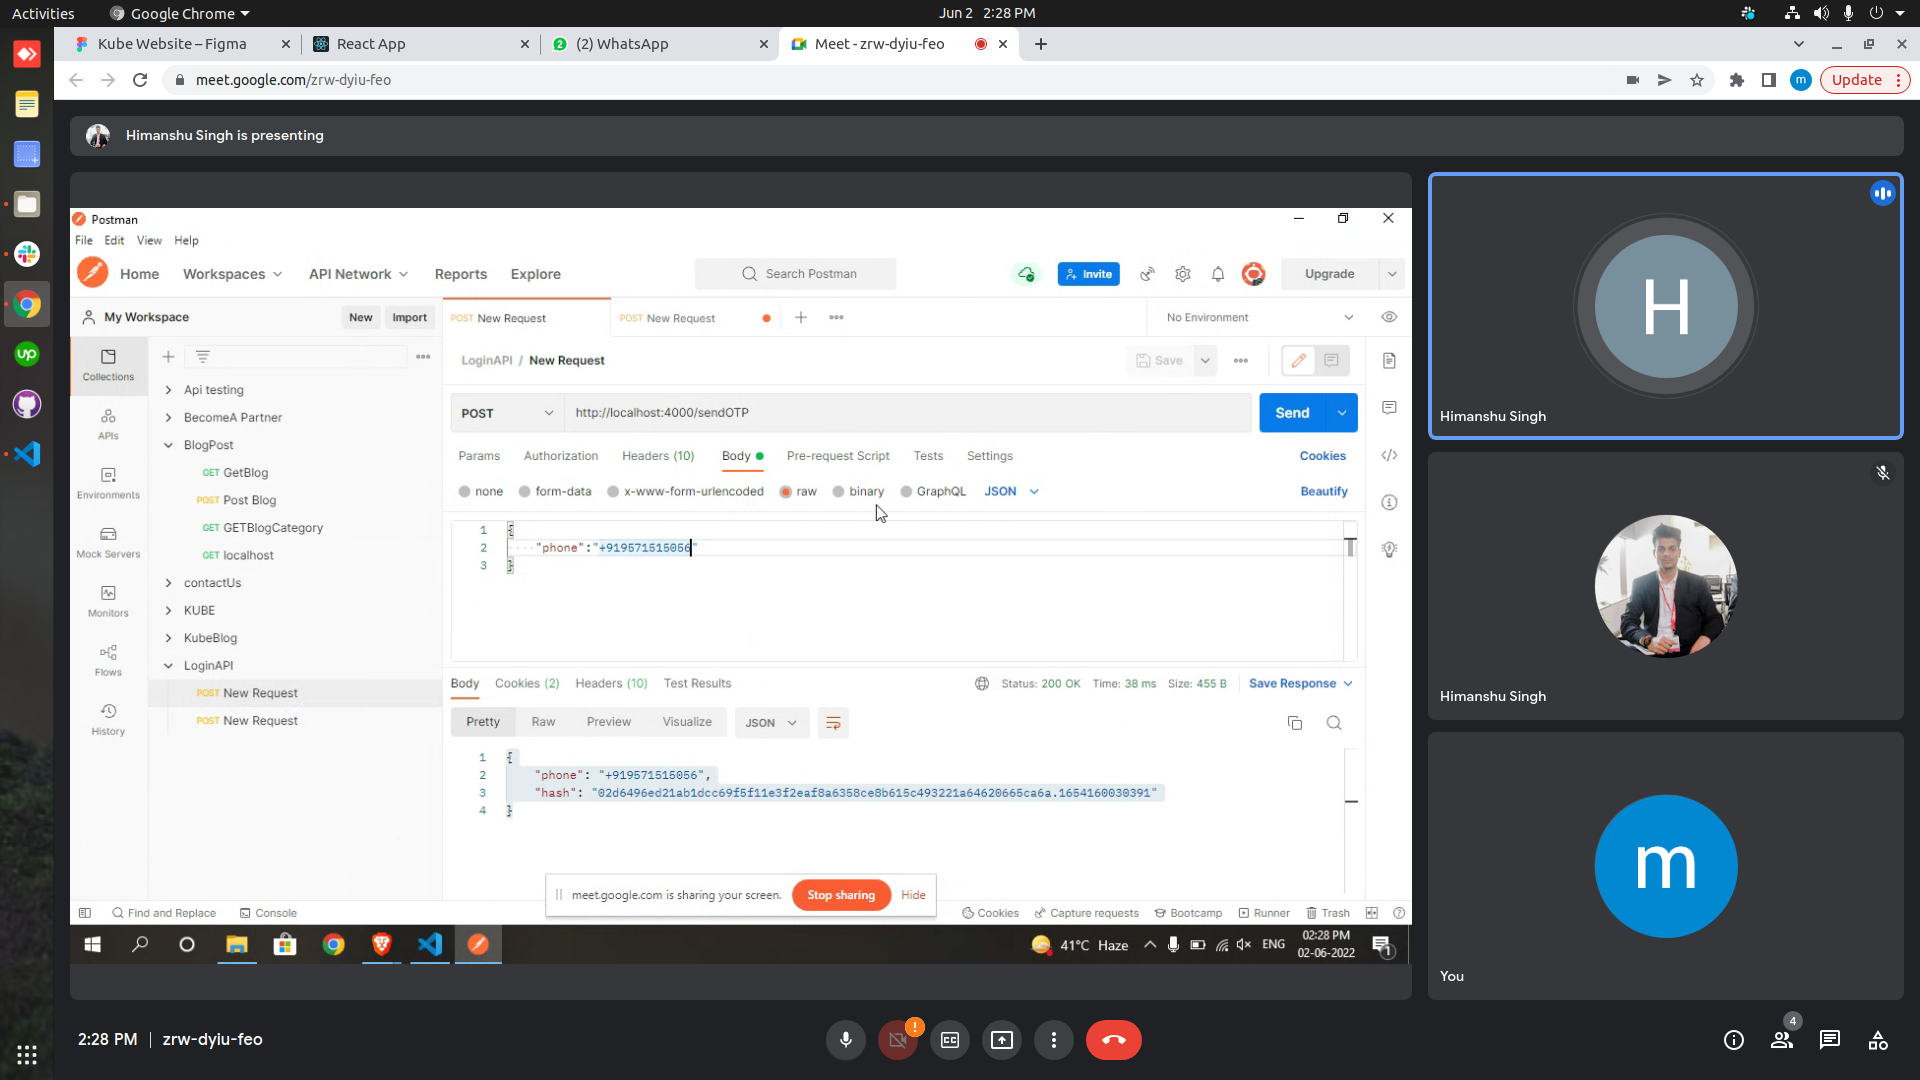 Activities
Google Chrome
Jun 2 2:28 PM
Kube Website – Figma
React App
(2) WhatsApp
Meet - zrw-dyiu-feo
meet.google.com/zrw-dyiu-feo
m
Update
Himanshu Singh is presenting
Postman
File Edit View Help
Home
Workspaces
API Network
Reports
Explore
Search Postman
Invite
Upgrade
My Workspace
New
Import
POST New Request
POST New Request
No Environment
Collections
APIs
Environments
Mock Servers
Monitors
Flows
History
Api testing
BecomeA Partner
BlogPost
GET GetBlog
POST Post Blog
GET GETBlogCategory
GET localhost
contactUs
KUBE
KubeBlog
LoginAPI
POST New Request
POST New Request
LoginAPI / New Request
Save
POST
http://localhost:4000/sendOTP
Send
Params
Authorization
Headers (10)
Body
Pre-request Script
Tests
Settings
Cookies
none
form-data
x-www-form-urlencoded
raw
binary
GraphQL
JSON
Beautify
1 {
2 "phone":"+919571515056"
3 }
Body
Cookies (2)
Headers (10)
Test Results
Status: 200 OK
Time: 38 ms
Size: 455 B
Save Response
Pretty
Raw
Preview
Visualize
JSON
1 {
2 "phone": "+919571515056",
3 "hash": "02d6496ed21ab1dcc69f5f11e3f2eaf8a6358ce8b615c493221a64620665ca6a.1654160030391"
4 }
meet.google.com is sharing your screen.
Stop sharing
Hide
Find and Replace
Console
Cookies
Capture requests
Bootcamp
Runner
Trash
41°C Haze
ENG
02:28 PM
02-06-2022
1
H
Himanshu Singh
Himanshu Singh
m
You
up
2:28 PM
zrw-dyiu-feo
4